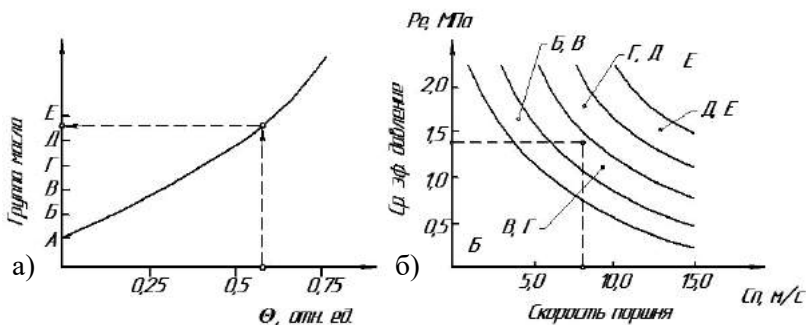 Группа масла
Е
Д
Г
В
Б
А
0,25 0,5 0,75
Θ, отн. ед.
а)
Ре, МПа
Ср. эф. давление
2,0
1,5
1,0
0,5
Б, В
Г, Д
Е
Д, Е
В, Г
Б
5,0 10,0 15,0
Сп, м/с
Скорость поршня
б)